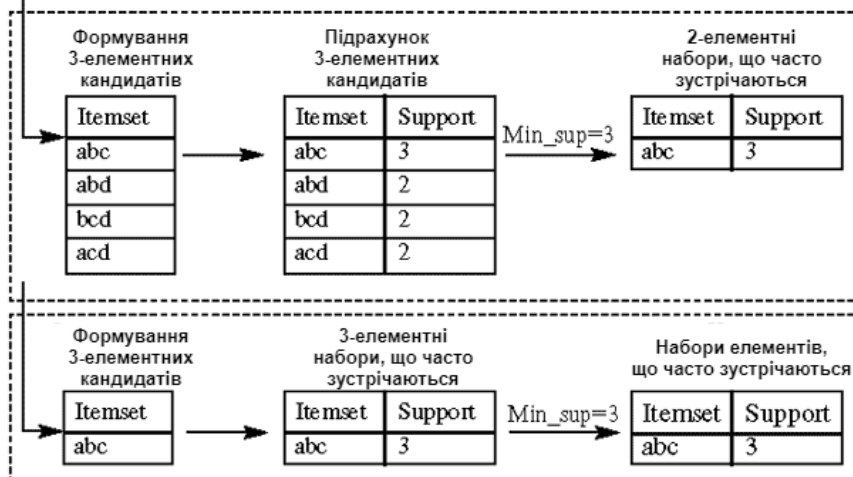 Формування
3-елементних
кандидатів
Підрахунок
3-елементних
кандидатів
2-елементні
набори, що часто
зустрічаються
Itemset
abc
abd
bcd
acd
Itemset Support
abc 3
abd 2
bcd 2
acd 2
Min_sup=3
Itemset Support
abc 3
Формування
3-елементних
кандидатів
3-елементні
набори, що часто
зустрічаються
Набори елементів,
що часто зустрічаються
Itemset
abc
Itemset Support
abc 3
Min_sup=3
Itemset Support
abc 3